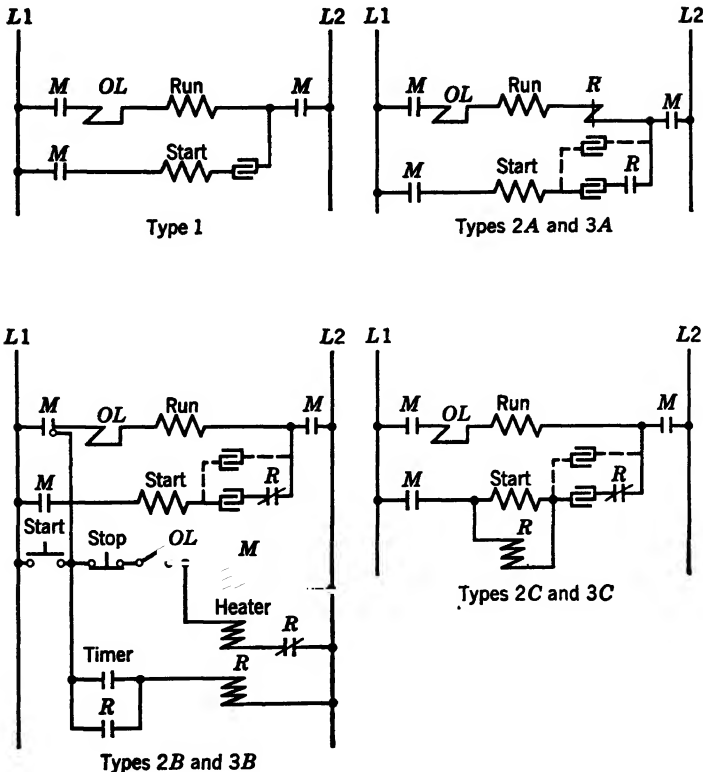 L1 L2 L1 L2
M OL Run M
M OL Run R M
M Start
M Start R
Type 1
Types 2A and 3A
L1 L2 L1 L2
M OL Run M
M OL Run M
R
M Start
R
M Start
Start Stop OL M
R
Types 2C and 3C
Heater R
Timer R
R
Types 2B and 3B